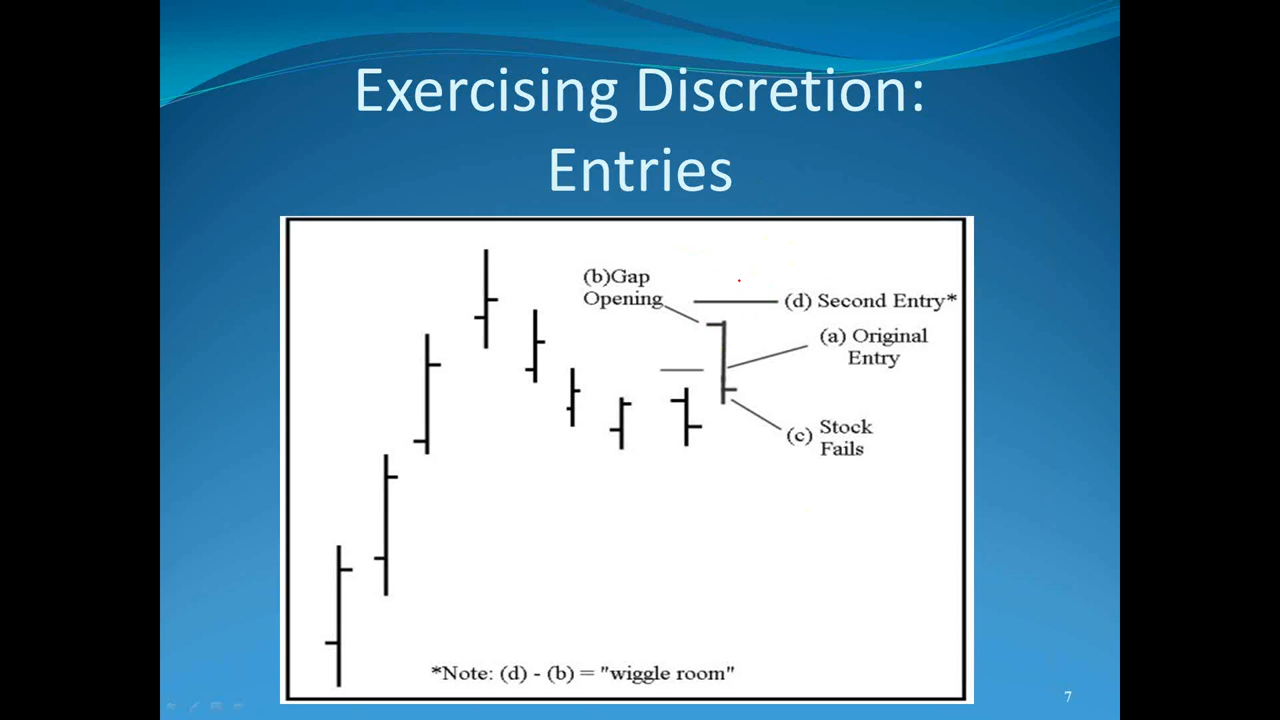 Exercising Discretion:
Entries
(b)Gap
Opening
(d) Second Entry*
(a) Original
Entry
(c) Stock
Fails
*Note: (d) - (b) = "wiggle room"
7